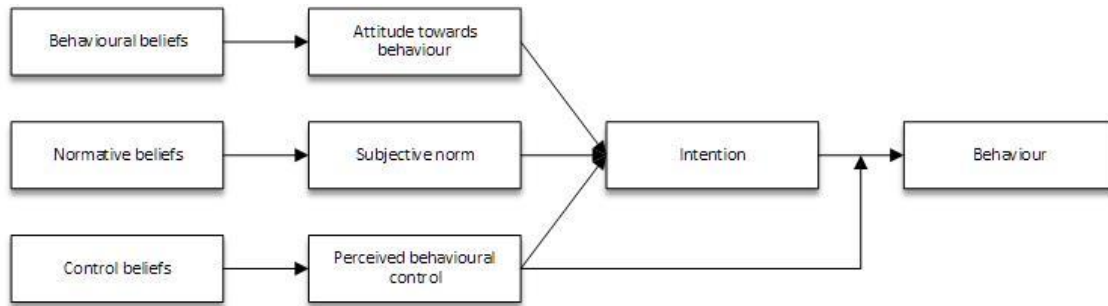 Behavioural beliefs
Attitude towards
behaviour
Normative beliefs
Subjective norm
Intention
Behaviour
Control beliefs
Perceived behavioural
control